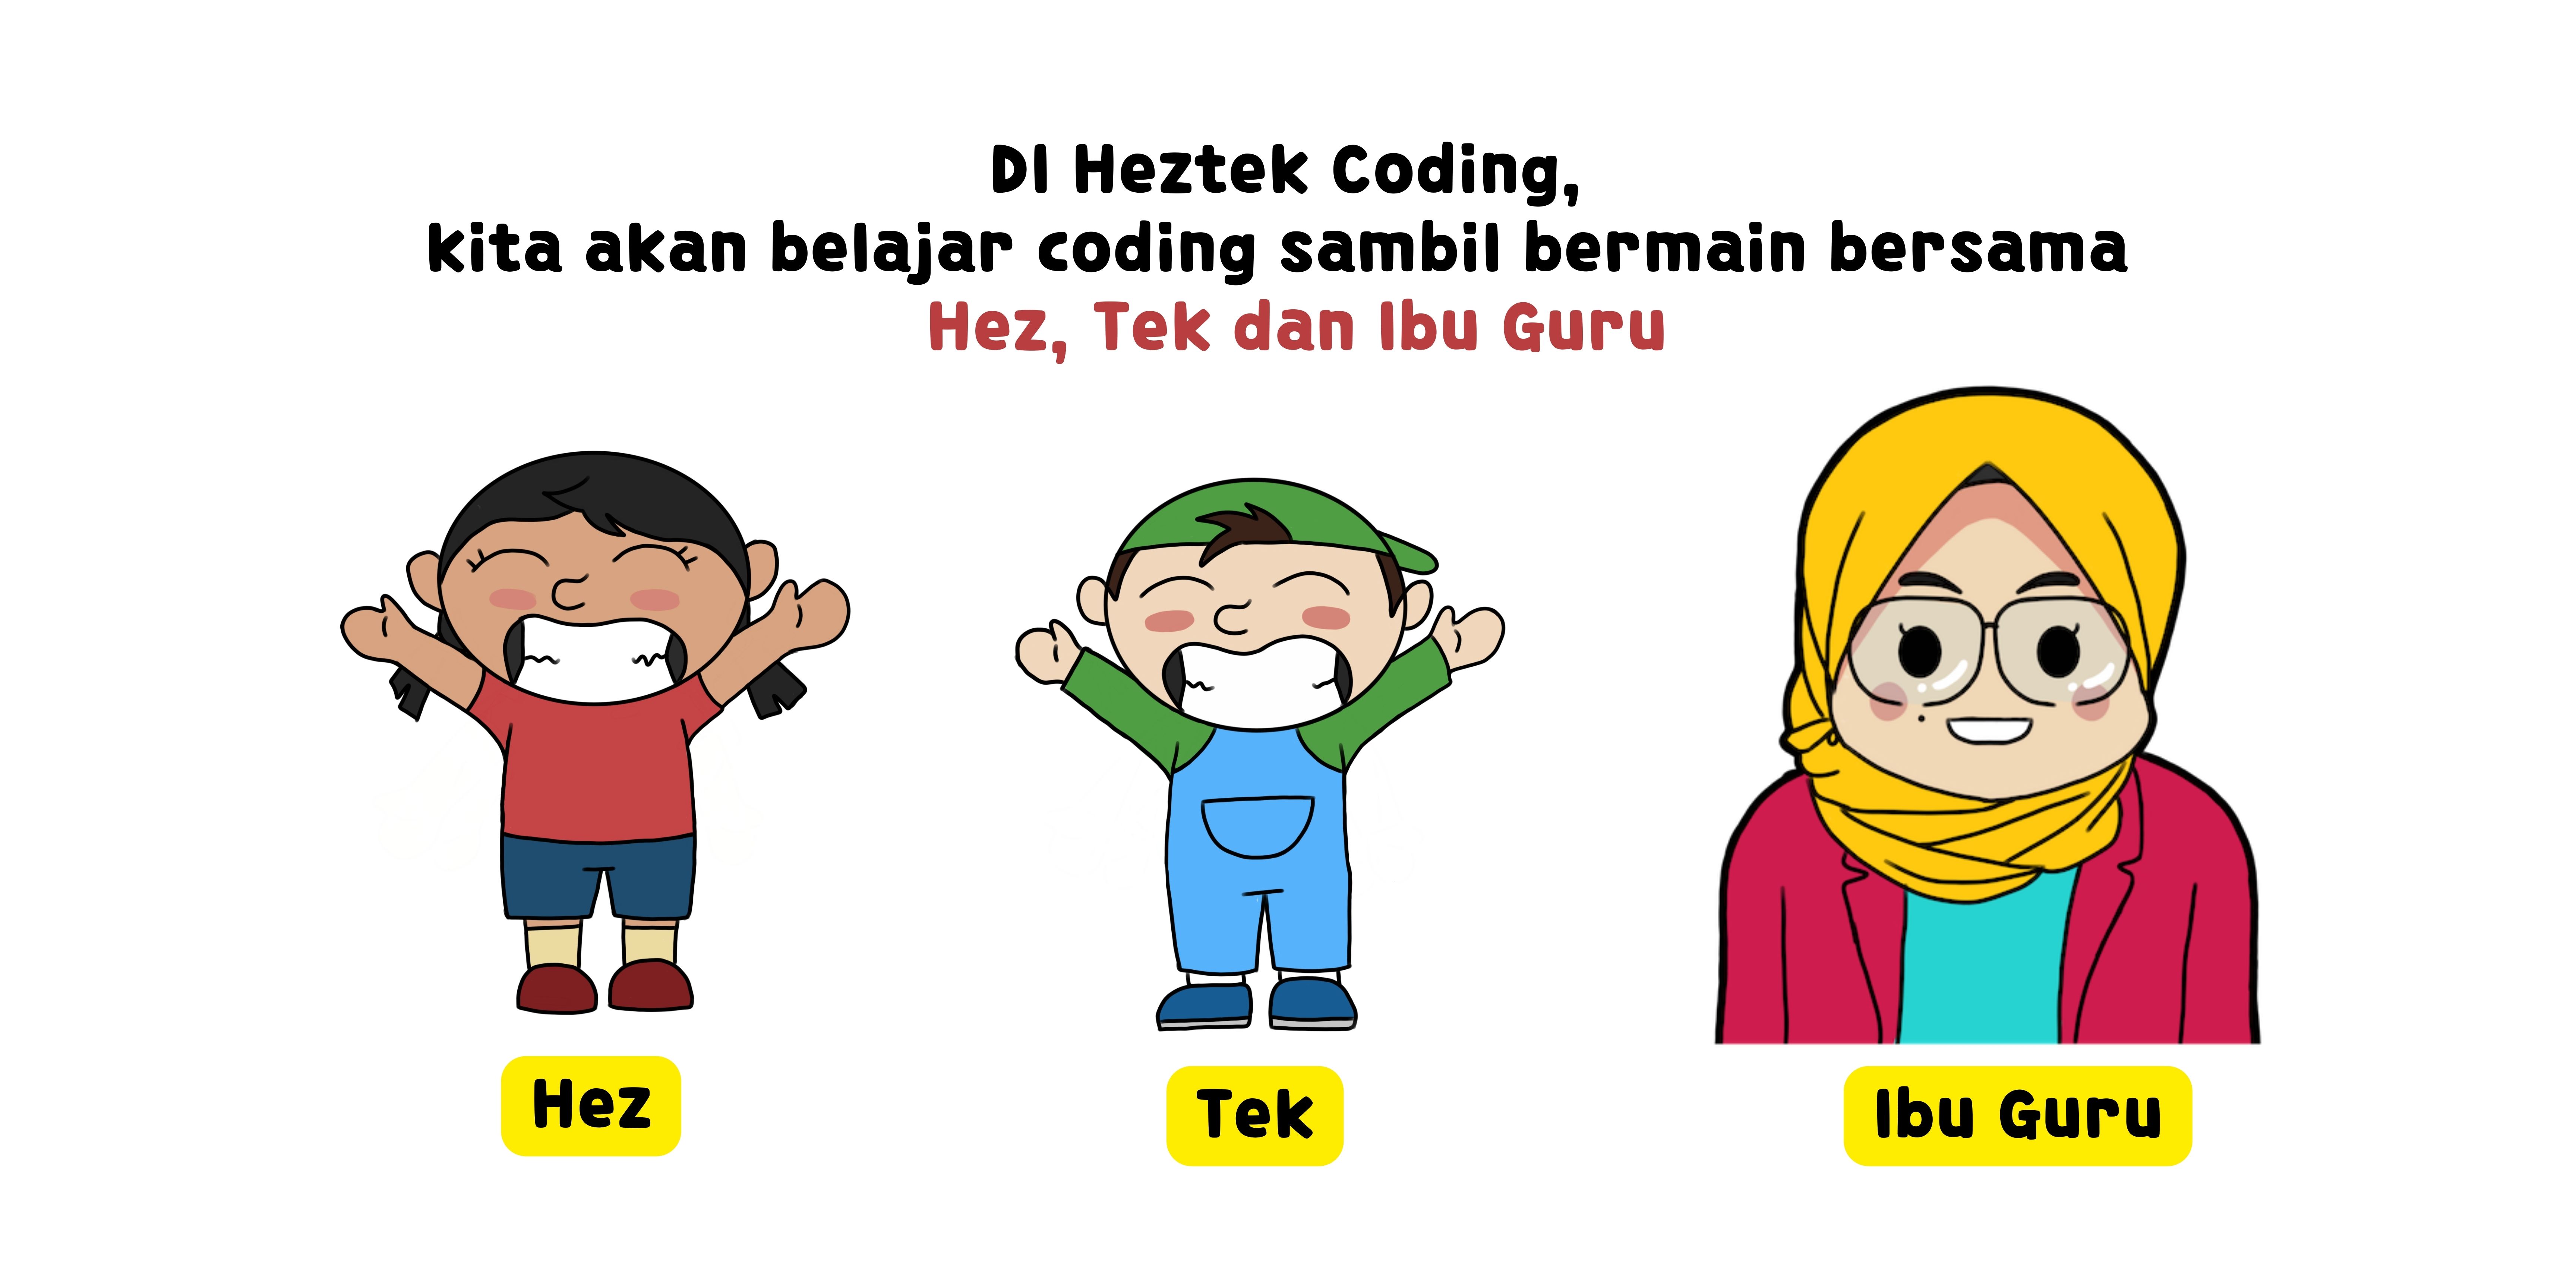 DI Heztek Coding,
kita akan belajar coding sambil bermain bersama
Hez, Tek dan Ibu Guru
Hez
Tek
Ibu Guru